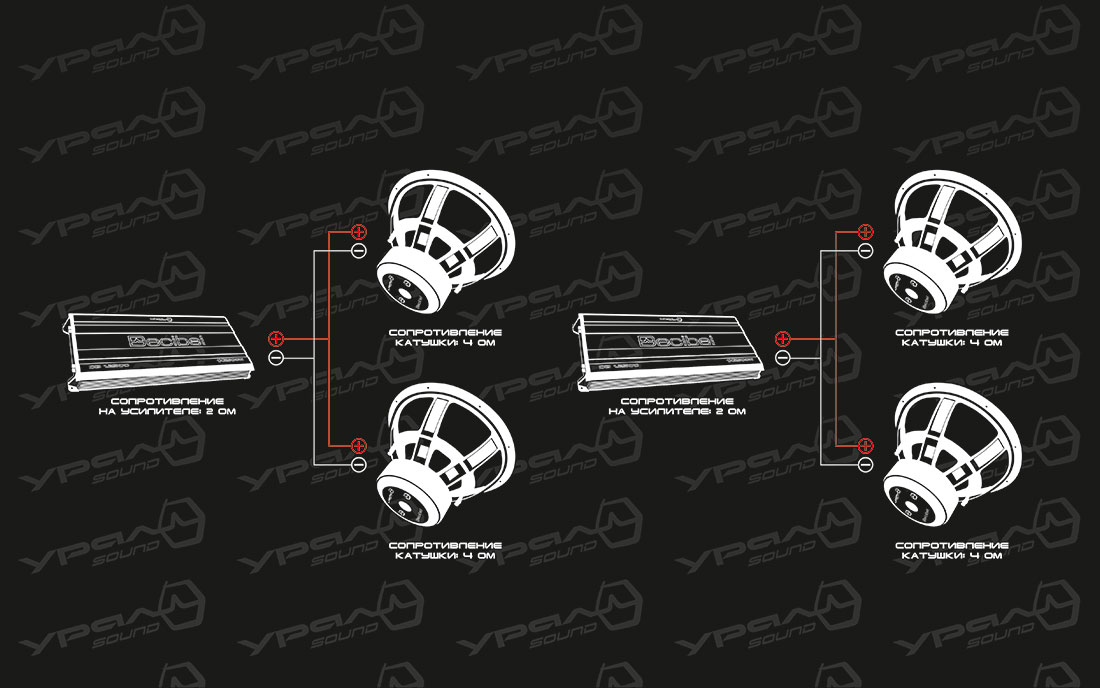 УРАЛ SOUND
Decibel
СОПРОТИВЛЕНИЕ
НА УСИЛИТЕЛЕ: 2 ОМ
СОПРОТИВЛЕНИЕ
КАТУШКИ: 4 ОМ
СОПРОТИВЛЕНИЕ
КАТУШКИ: 4 ОМ
Decibel
СОПРОТИВЛЕНИЕ
НА УСИЛИТЕЛЕ: 2 ОМ
СОПРОТИВЛЕНИЕ
КАТУШКИ: 4 ОМ
СОПРОТИВЛЕНИЕ
КАТУШКИ: 4 ОМ